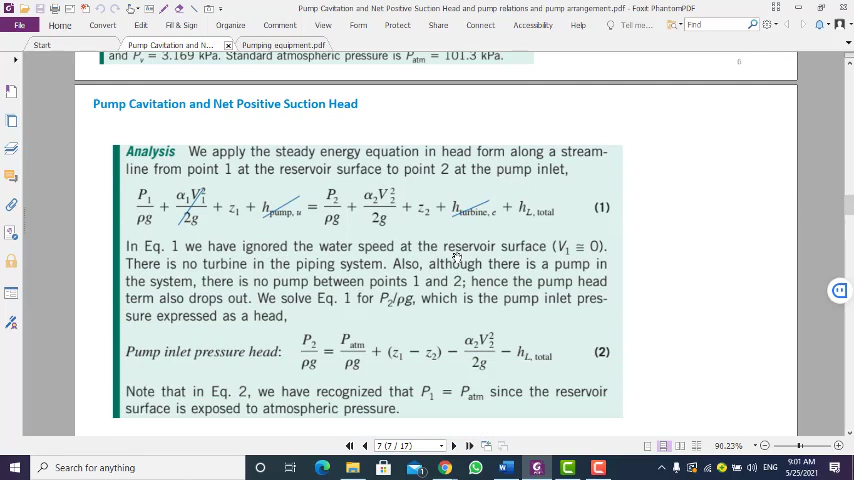 Pump Cavitation and Net Positive Suction Head and pump relations and pump arrangement.pdf - Foxit PhantomPDF
File Home Edit Fill & Sign Organize Comment View Form Protect Share Connect Accessibility Help Tell me... Find
Start Pump Cavitation and N... Pumping equipment.pdf
and Pv = 3.169 kPa. Standard atmospheric pressure is Patm = 101.3 kPa.
6
Pump Cavitation and Net Positive Suction Head
Analysis We apply the steady energy equation in head form along a stream-
line from point 1 at the reservoir surface to point 2 at the pump inlet,
P1/ρg + α1V1²/2g + z1 + hpump, u = P2/ρg + α2V2²/2g + z2 + hturbine, e + hL, total (1)
In Eq. 1 we have ignored the water speed at the reservoir surface (V1 ≅ 0).
There is no turbine in the piping system. Also, although there is a pump in
the system, there is no pump between points 1 and 2; hence the pump head
term also drops out. We solve Eq. 1 for P2/ρg, which is the pump inlet pres-
sure expressed as a head,
Pump inlet pressure head: P2/ρg = Patm/ρg + (z1 − z2) − α2V2²/2g − hL, total (2)
Note that in Eq. 2, we have recognized that P1 = Patm since the reservoir
surface is exposed to atmospheric pressure.
7 (7 / 17) 90.23%
Search for anything
ENG
9:01 AM
5/25/2021